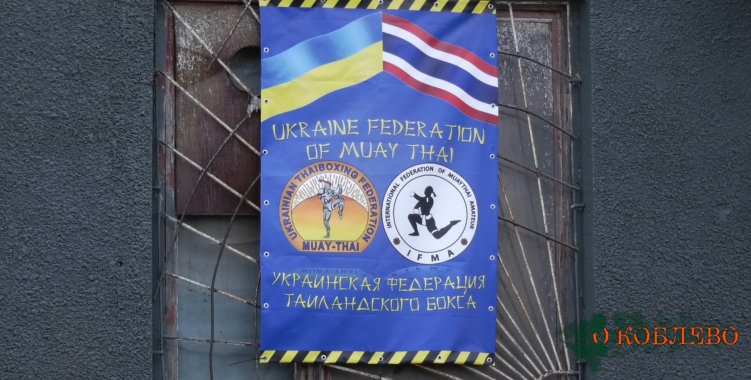 UKRAINE FEDERATION
OF MUAY THAI
UKRAINIAN THAIBOXING FEDERATION
MUAY-THAI
INTERNATIONAL FEDERATION OF MUAYTHAI AMATEUR
IFMA
УКРАИНСКАЯ ФЕДЕРАЦИЯ
ТАИЛАНДСКОГО БОКСА
О КОБЛЕВО